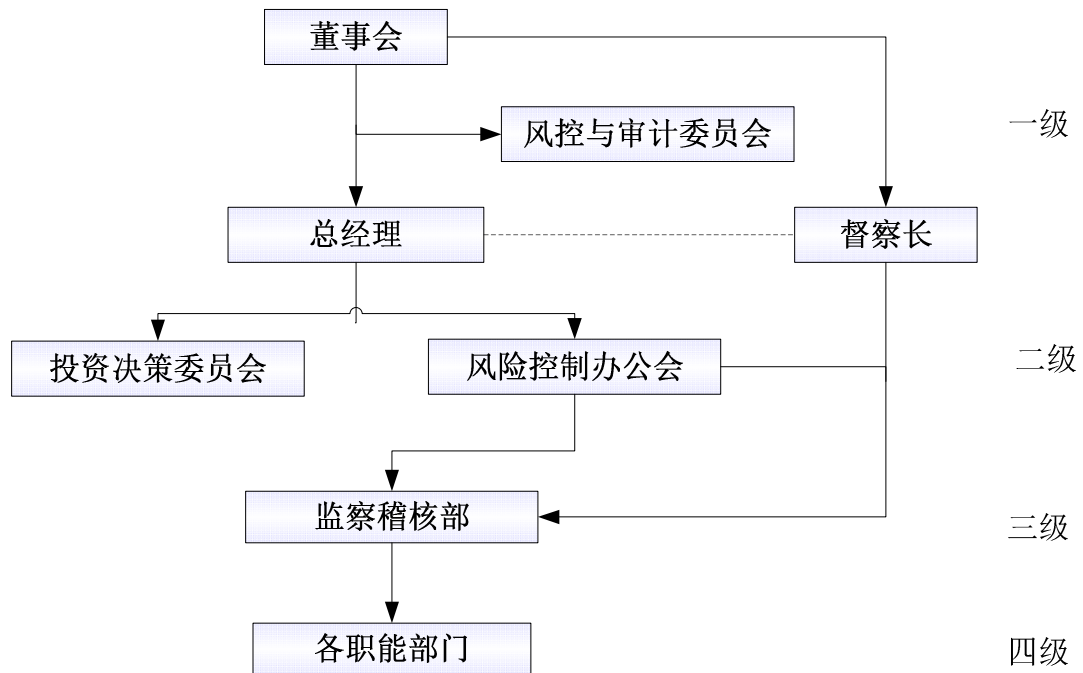 董事会
风控与审计委员会
一级
总经理
督察长
投资决策委员会
风险控制办公会
二级
监察稽核部
三级
各职能部门
四级